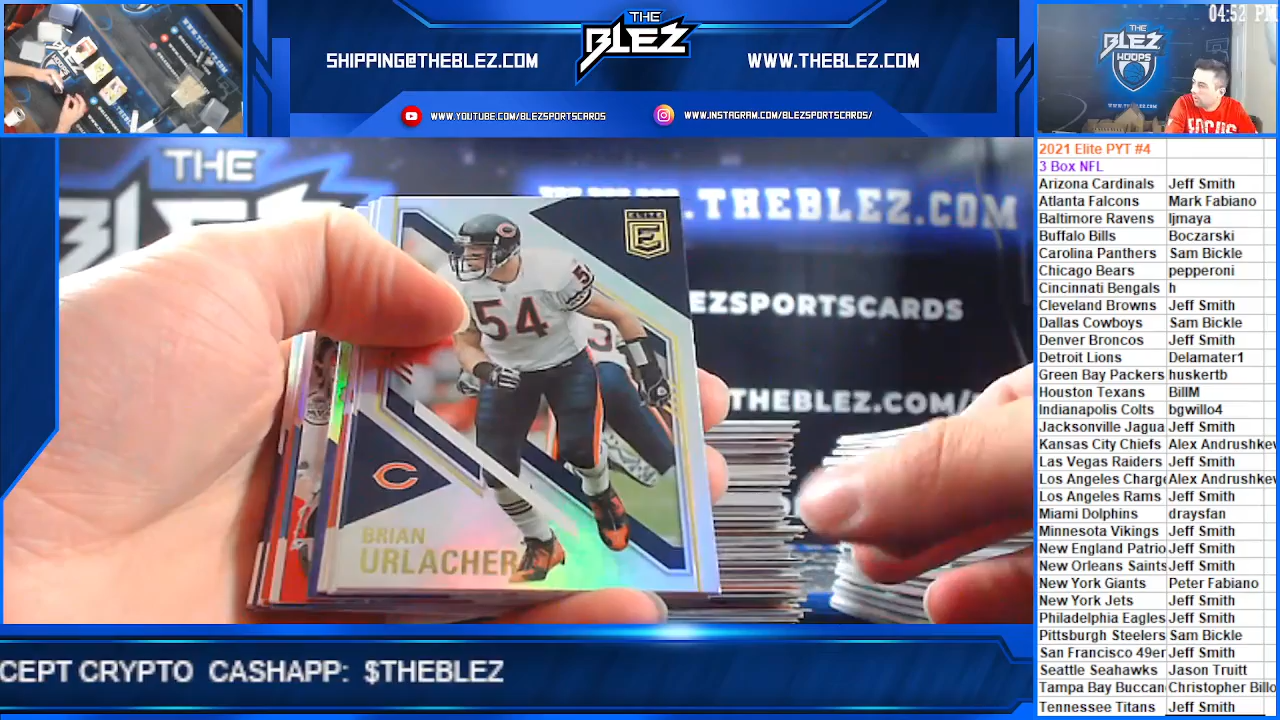 SHIPPING@THEBLEZ.COM
THE
BLEZ
WWW.THEBLEZ.COM
WWW.YOUTUBE.COM/BLEZSPORTSCARDS
WWW.INSTAGRAM.COM/BLEZSPORTSCARDS/
04:52 PM
THE
BLEZ
HOOPS
FOCUS
THE
.THEBLEZ.COM
EZSPORTSCARDS
THEBLEZ.COM/
ELITE
E
54
54
C
BRIAN
URLACHER
CEPT CRYPTO CASHAPP: $THEBLEZ
2021 Elite PYT #4
3 Box NFL
Arizona Cardinals Jeff Smith
Atlanta Falcons Mark Fabiano
Baltimore Ravens ljmaya
Buffalo Bills Boczarski
Carolina Panthers Sam Bickle
Chicago Bears pepperoni
Cincinnati Bengals h
Cleveland Browns Jeff Smith
Dallas Cowboys Sam Bickle
Denver Broncos Jeff Smith
Detroit Lions Delamater1
Green Bay Packers huskertb
Houston Texans BillM
Indianapolis Colts bgwillo4
Jacksonville Jagua Jeff Smith
Kansas City Chiefs Alex Andrushkev
Las Vegas Raiders Jeff Smith
Los Angeles Charge Alex Andrushkev
Los Angeles Rams Jeff Smith
Miami Dolphins draysfan
Minnesota Vikings Jeff Smith
New England Patrio Jeff Smith
New Orleans Saints Jeff Smith
New York Giants Peter Fabiano
New York Jets Jeff Smith
Philadelphia Eagles Jeff Smith
Pittsburgh Steelers Sam Bickle
San Francisco 49er Jeff Smith
Seattle Seahawks Jason Truitt
Tampa Bay Buccan Christopher Billo
Tennessee Titans Jeff Smith